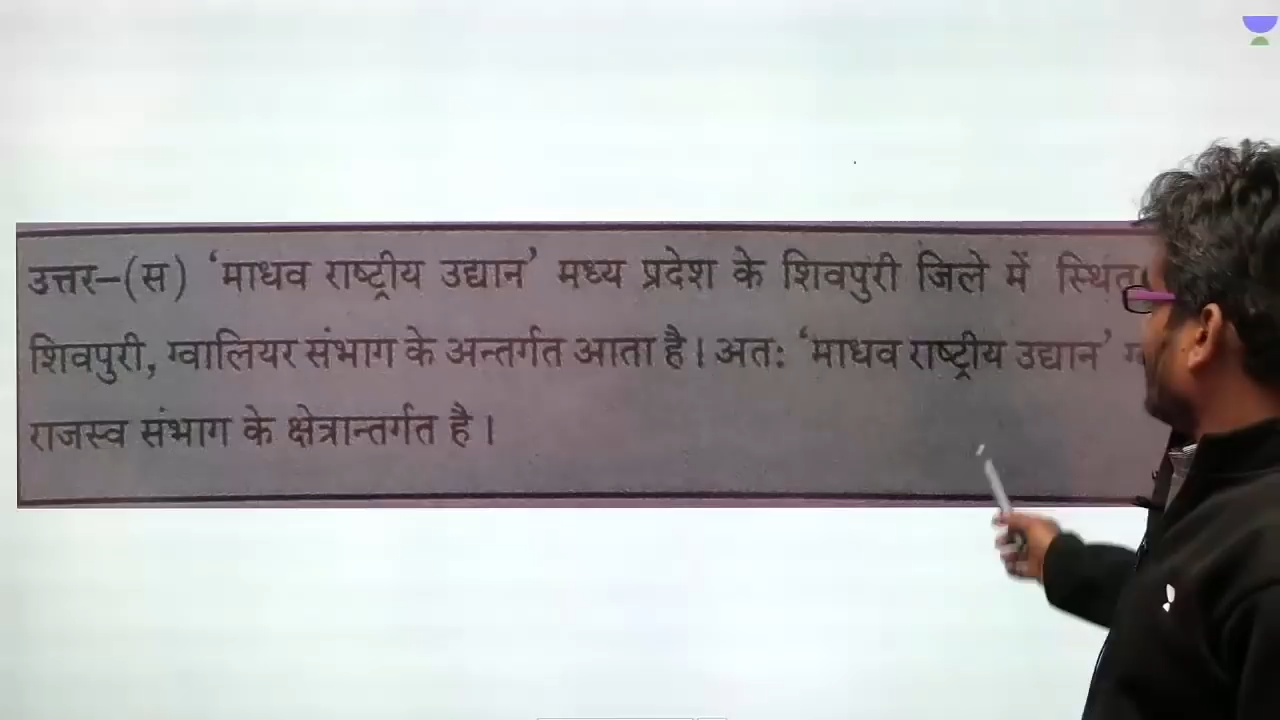 उत्तर–(स) ‘माधव राष्ट्रीय उद्यान’ मध्य प्रदेश के शिवपुरी जिले में स्थित
शिवपुरी, ग्वालियर संभाग के अन्तर्गत आता है। अतः ‘माधव राष्ट्रीय उद्यान’
राजस्व संभाग के क्षेत्रान्तर्गत है।